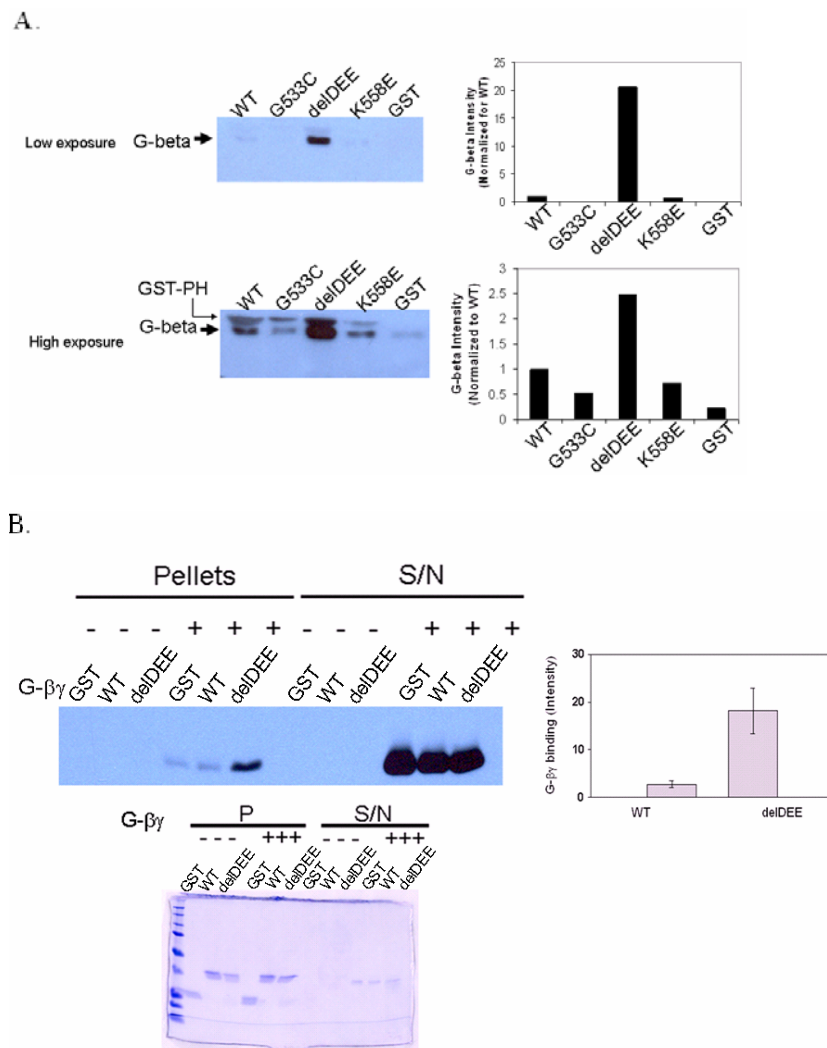 A.
WT G533C delDEE K558E GST
Low exposure G-beta
G-beta Intensity
(Normalized for WT)
25
20
15
10
5
0
WT G533C delDEE K558E GST
GST-PH
WT G533C delDEE K558E GST
G-beta
High exposure
G-beta Intensity
(Normalized to WT)
3
2.5
2
1.5
1
0.5
0
WT G533C delDEE K558E GST
B.
Pellets S/N
- - - + + + - - - + + +
G-βγ GST WT delDEE GST WT delDEE GST WT delDEE GST WT delDEE
G-βγ binding (Intensity)
30
20
10
0
WT delDEE
P S/N
G-βγ - - - +++ - - - +++
GST WT delDEE GST WT delDEE GST WT delDEE GST WT delDEE